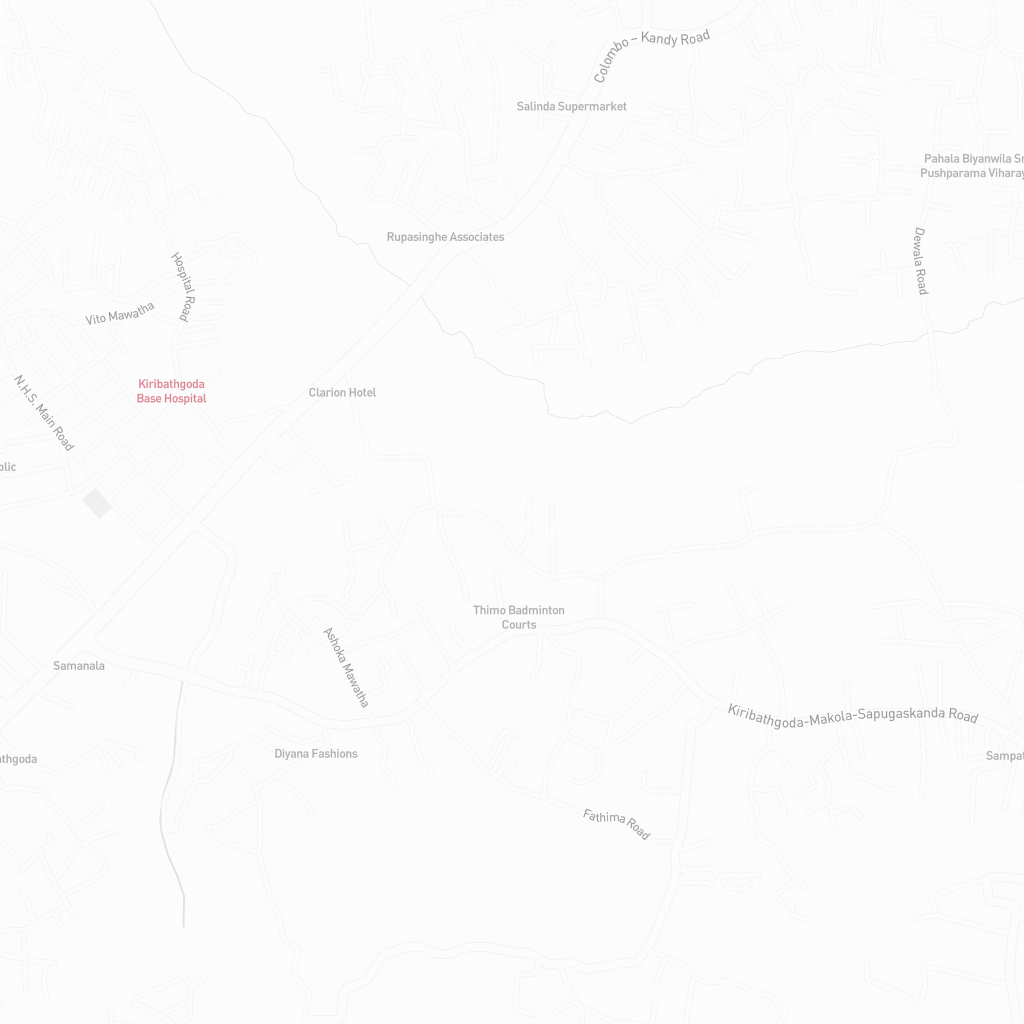 Colombo – Kandy Road
Salinda Supermarket
Pahala Biyanwila Sr
Pushparama Viharay
Rupasinghe Associates
Dewala Road
Hospital Road
Vito Mawatha
Kiribathgoda
Base Hospital
Clarion Hotel
N.H.S. Main Road
olic
Thimo Badminton
Courts
Ashoka Mawatha
Samanala
Kiribathgoda-Makola-Sapugaskanda Road
Diyana Fashions
athgoda
Sampat
Fathima Road